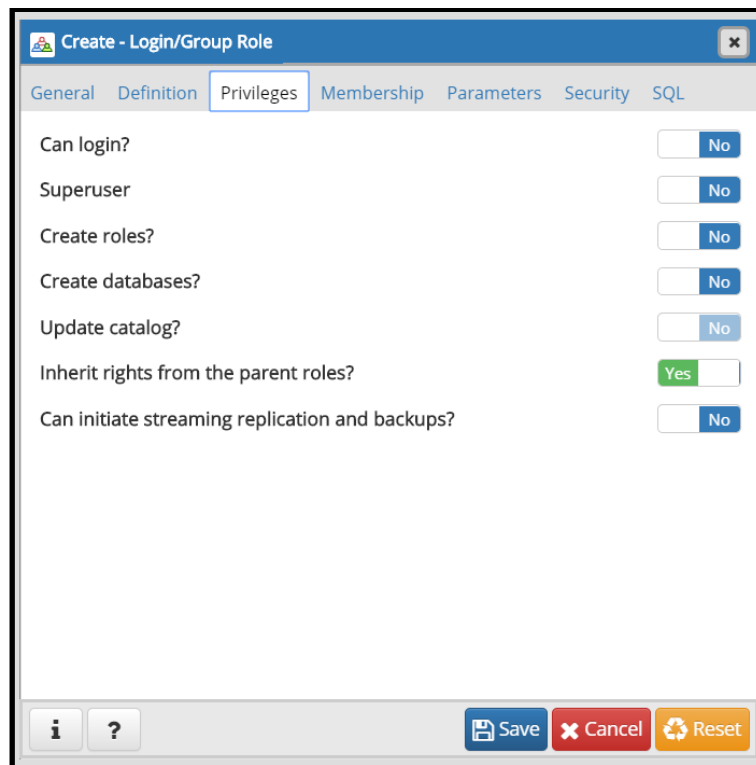 Create - Login/Group Role
General Definition Privileges Membership Parameters Security SQL
Can login? No
Superuser No
Create roles? No
Create databases? No
Update catalog? No
Inherit rights from the parent roles? Yes
Can initiate streaming replication and backups? No
i ? Save Cancel Reset